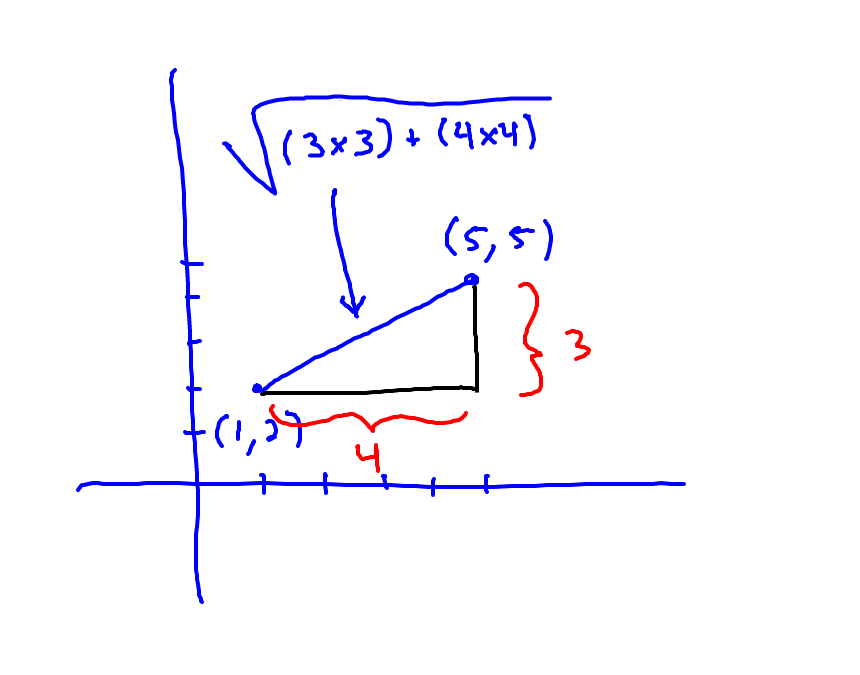 √(3×3) + (4×4)
(5, 5)
3
(1, 2)
4